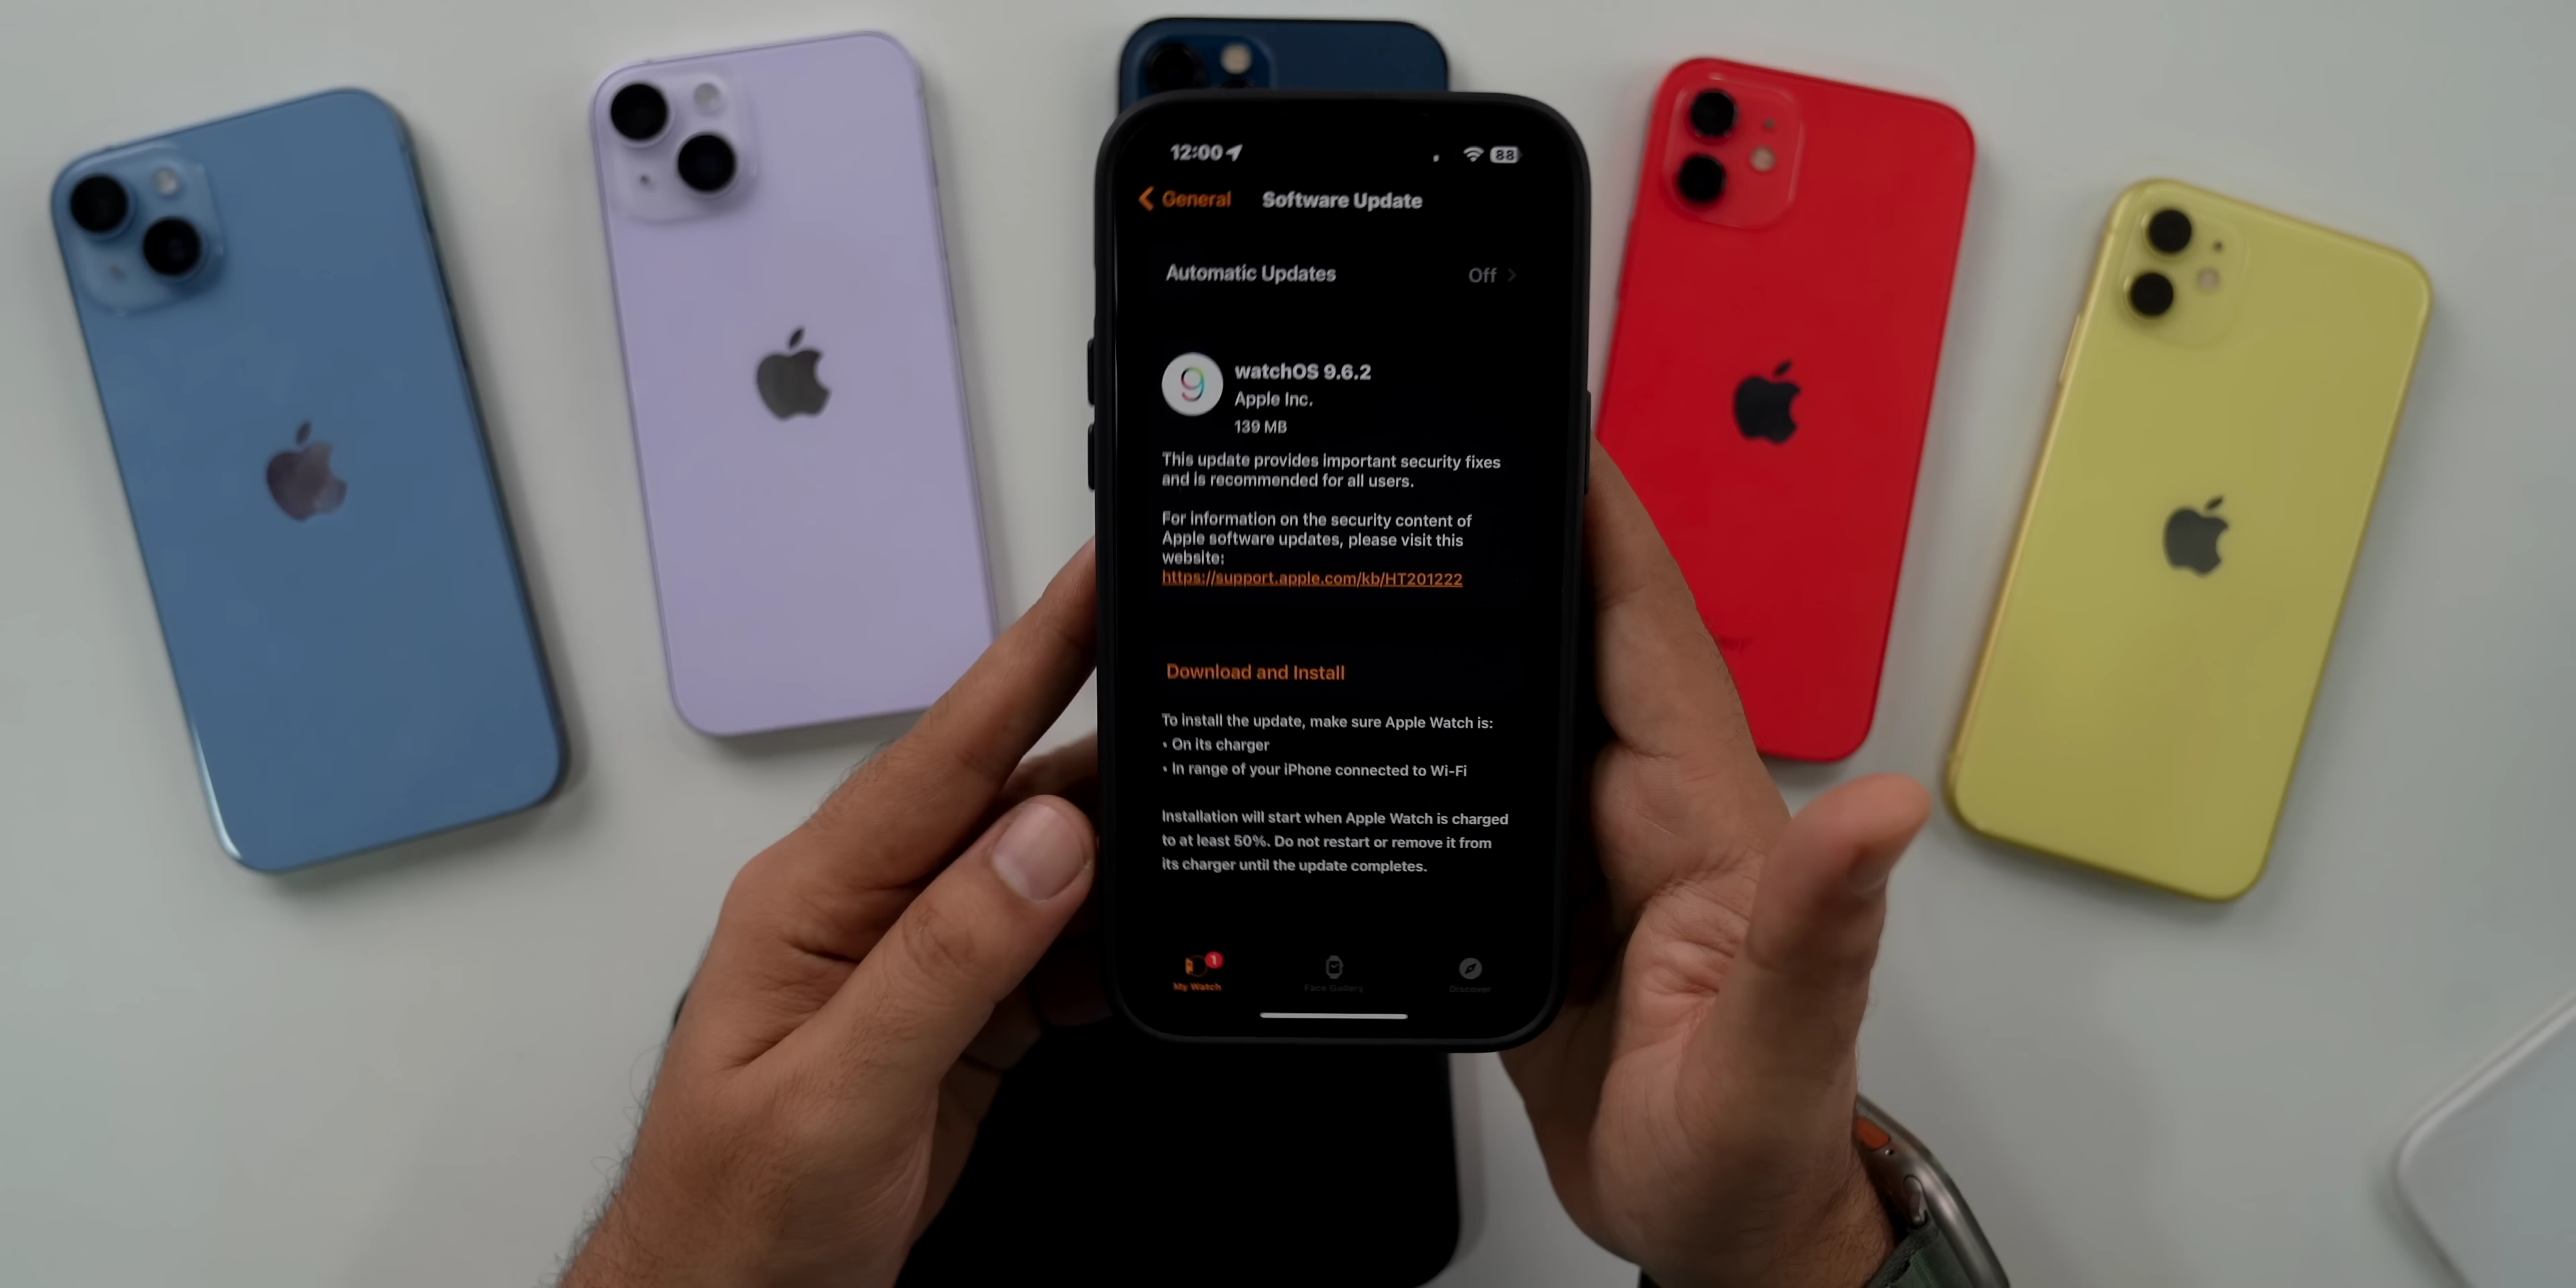 12:00
88
General
Software Update
Automatic Updates
Off
9
watchOS 9.6.2
Apple Inc.
139 MB
This update provides important security fixes
and is recommended for all users.
For information on the security content of
Apple software updates, please visit this
website:
https://support.apple.com/kb/HT201222
Download and Install
To install the update, make sure Apple Watch is:
• On its charger
• In range of your iPhone connected to Wi-Fi
Installation will start when Apple Watch is charged
to at least 50%. Do not restart or remove it from
its charger until the update completes.
1
My Watch
Face Gallery
Discover